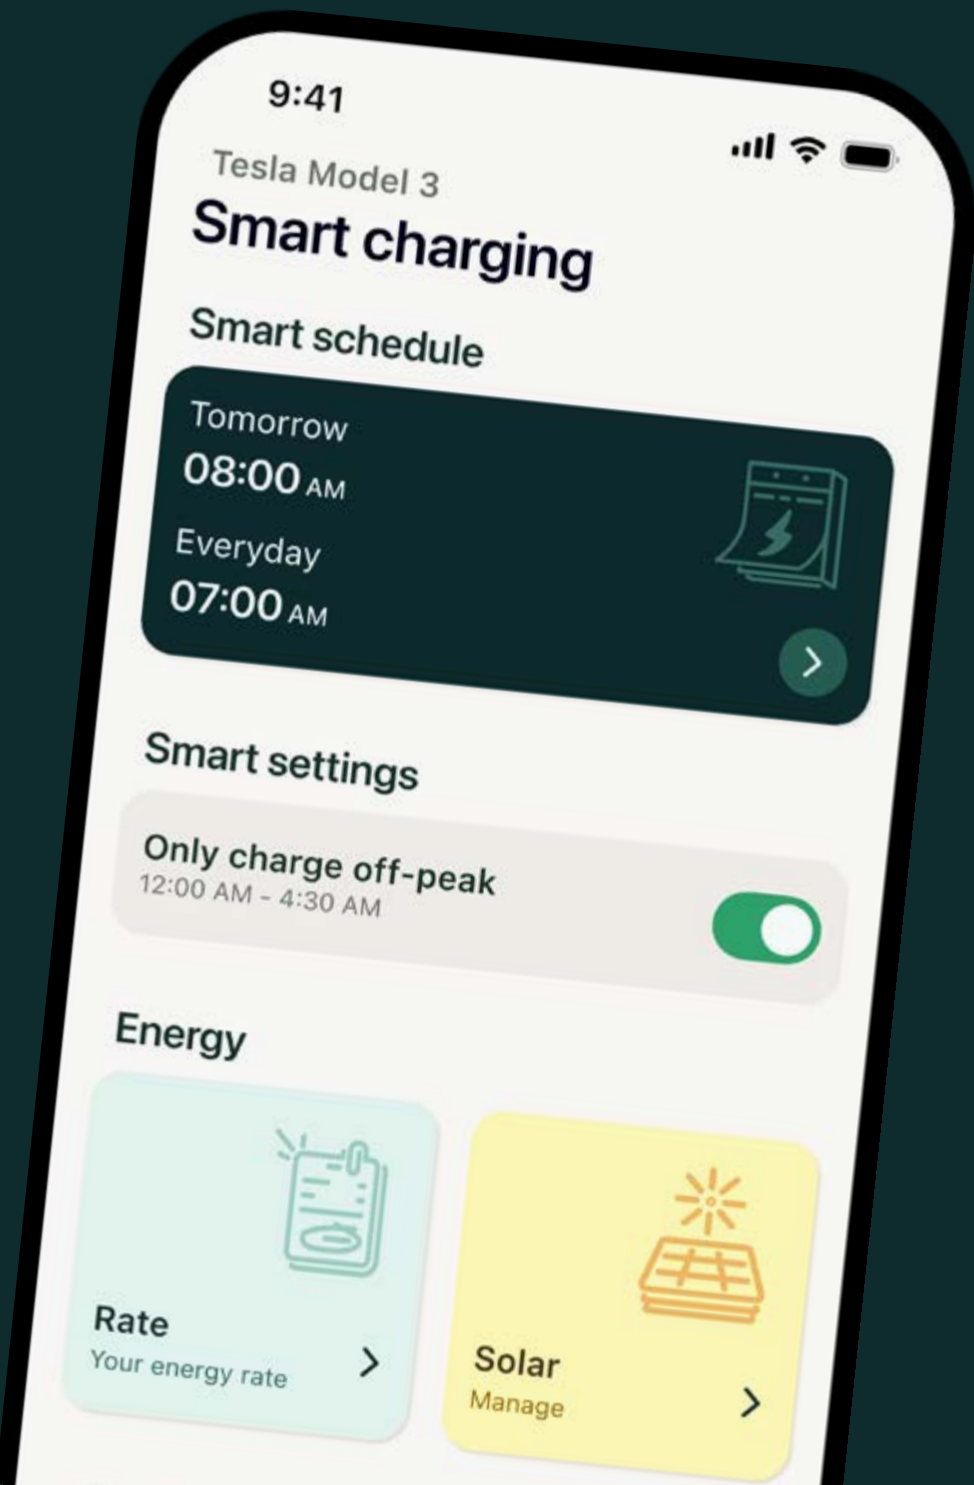 9:41
Tesla Model 3
Smart charging
Smart schedule
Tomorrow
08:00 AM
Everyday
07:00 AM
Smart settings
Only charge off-peak
12:00 AM - 4:30 AM
Energy
Rate
Your energy rate
Solar
Manage